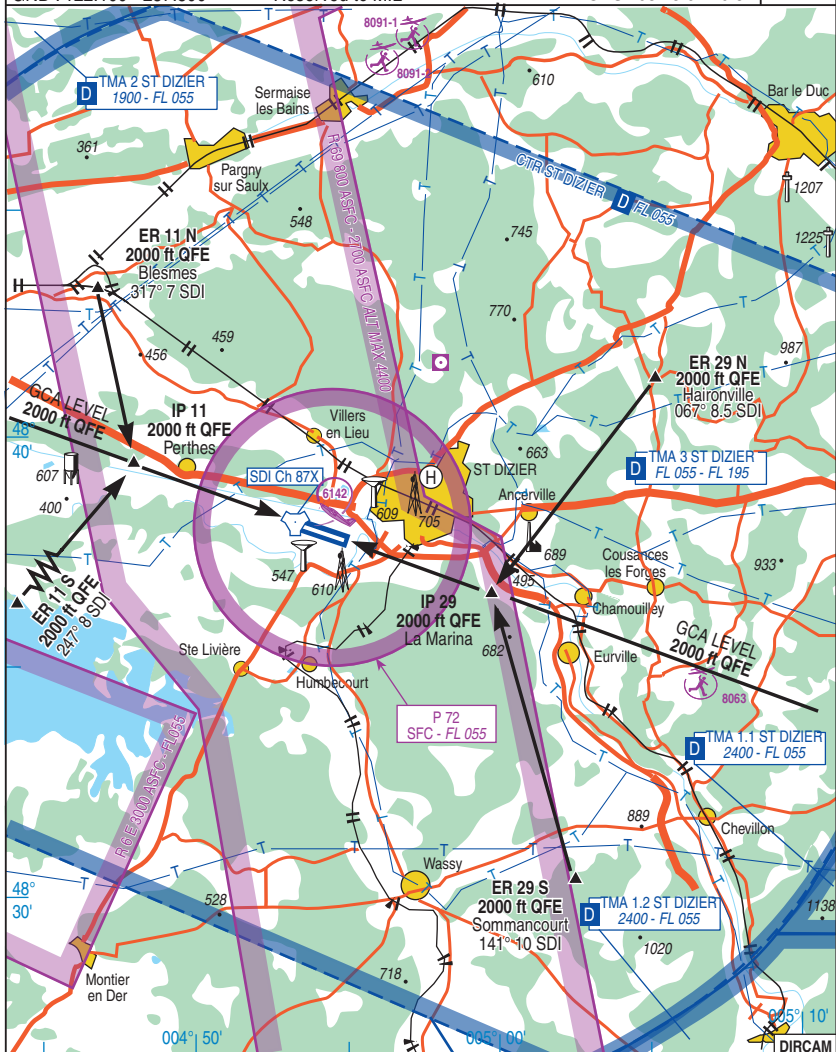 8091-1
8091-2
610
TMA 2 ST DIZIER
D
1900 - FL 055
Sermaise
les Bains
Bar le Duc
361
Pargny
sur Saulx
CTR ST DIZIER D FL 055
1207
548
R 69 800 ASFC - 2700 ASFC ALT MAX 4400
745
1225
ER 11 N
2000 ft QFE
Blesmes
317° 7 SDI
770
459
456
987
ER 29 N
2000 ft QFE
Haironville
067° 8.5 SDI
GCA LEVEL
2000 ft QFE
IP 11
2000 ft QFE
Perthes
Villers
en Lieu
48°
40'
663
607
400
SDI Ch 87X
6142
H
ST DIZIER
TMA 3 ST DIZIER
D
FL 055 - FL 195
Ancerville
609
705
689
547
610
495
Cousances
les Forges
933
ER 11 S
2000 ft QFE
247° 8 SDI
IP 29
2000 ft QFE
La Marina
Chamouilley
682
GCA LEVEL
2000 ft QFE
Ste Livière
Humbecourt
Eurville
8063
P 72
SFC - FL 055
R 6 E 3000 ASFC - FL055
TMA 1.1 ST DIZIER
D
2400 - FL 055
889
Chevillon
Wassy
48°
30'
528
ER 29 S
2000 ft QFE
Sommancourt
141° 10 SDI
TMA 1.2 ST DIZIER
D
2400 - FL 055
1138
1020
718
Montier
en Der
004° 50'
005° 00'
005° 10'
DIRCAM